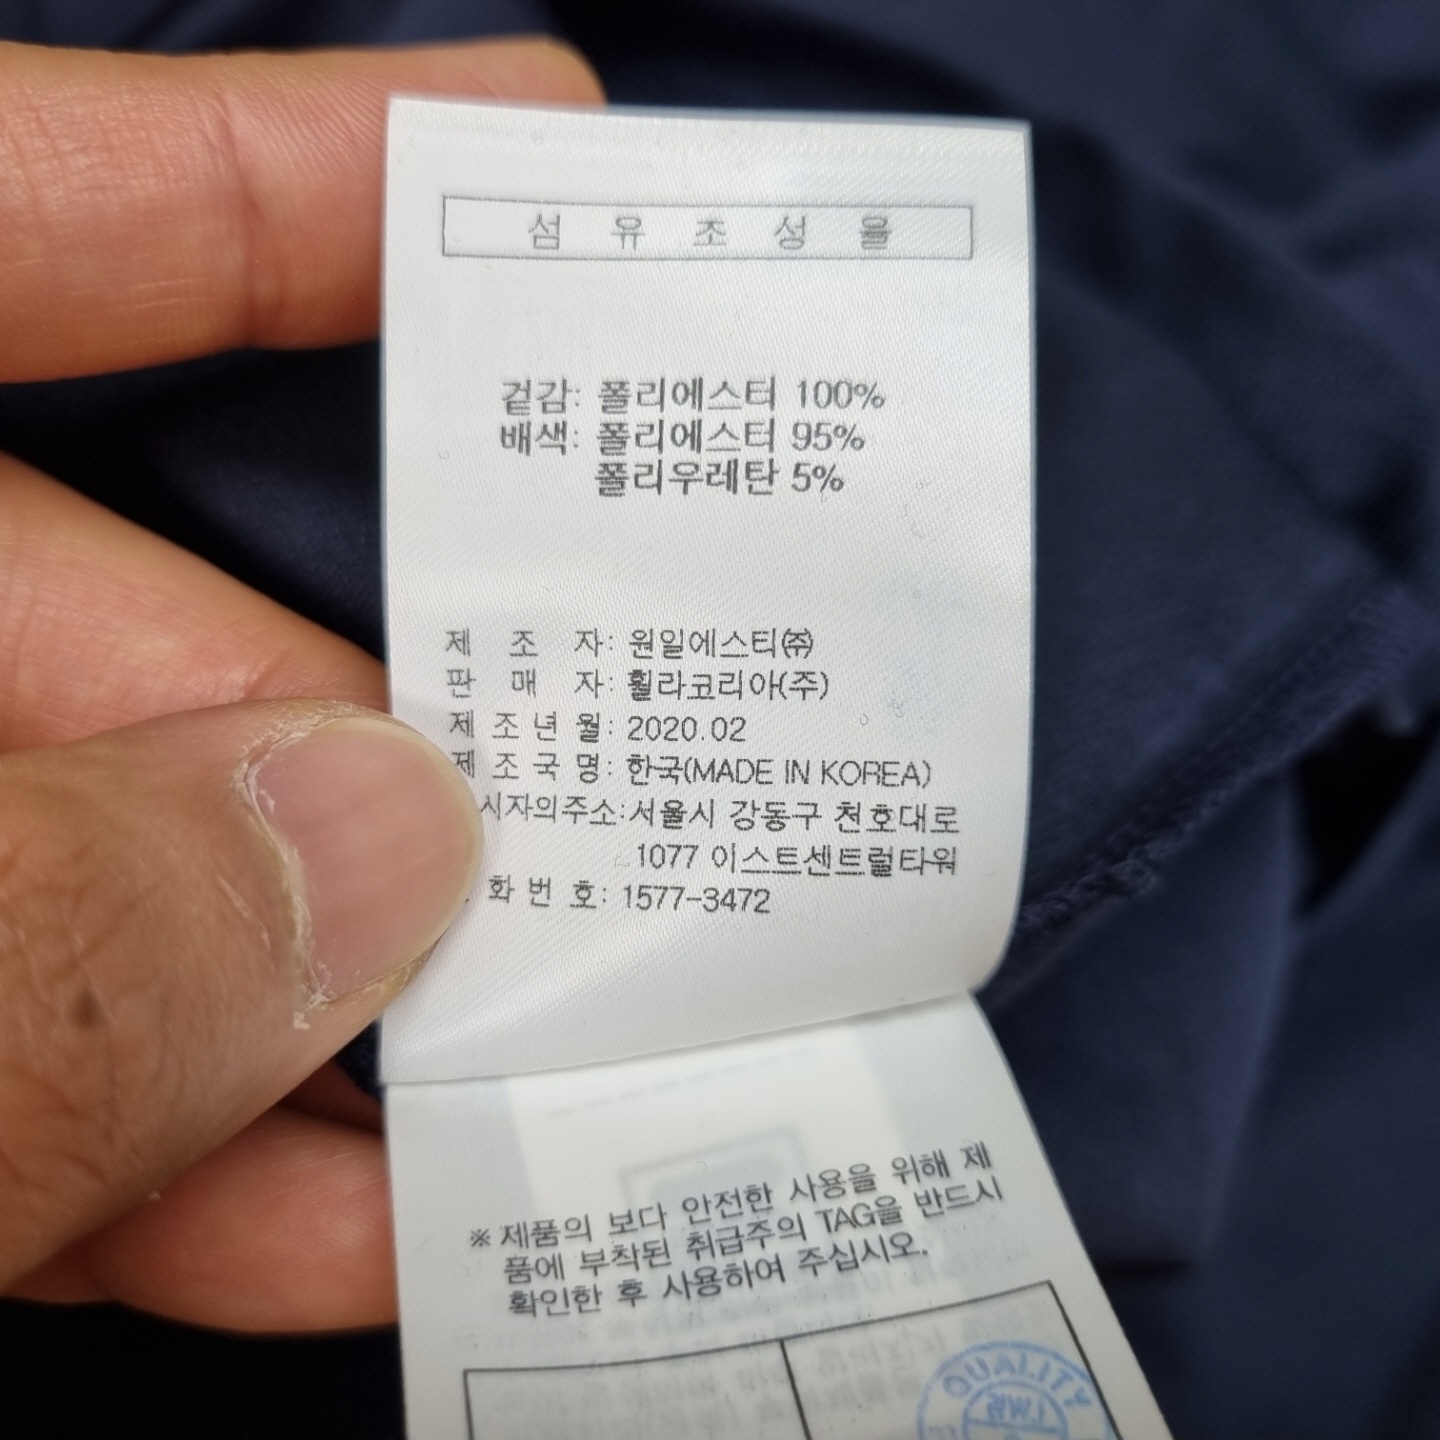 섬 유 조 성 율
겉감: 폴리에스터 100%
배색: 폴리에스터 95%
폴리우레탄 5%
제 조 자: 원일에스티㈜
판 매 자: 휠라코리아(주)
제 조 년 월: 2020.02
제 조 국 명: 한국(MADE IN KOREA)
시자의주소:서울시 강동구 천호대로
1077 이스트센트럴타워
화 번 호: 1577-3472
※ 제품의 보다 안전한 사용을 위해 제
품에 부착된 취급주의 TAG을 반드시
확인한 후 사용하여 주십시오.
QUALITY